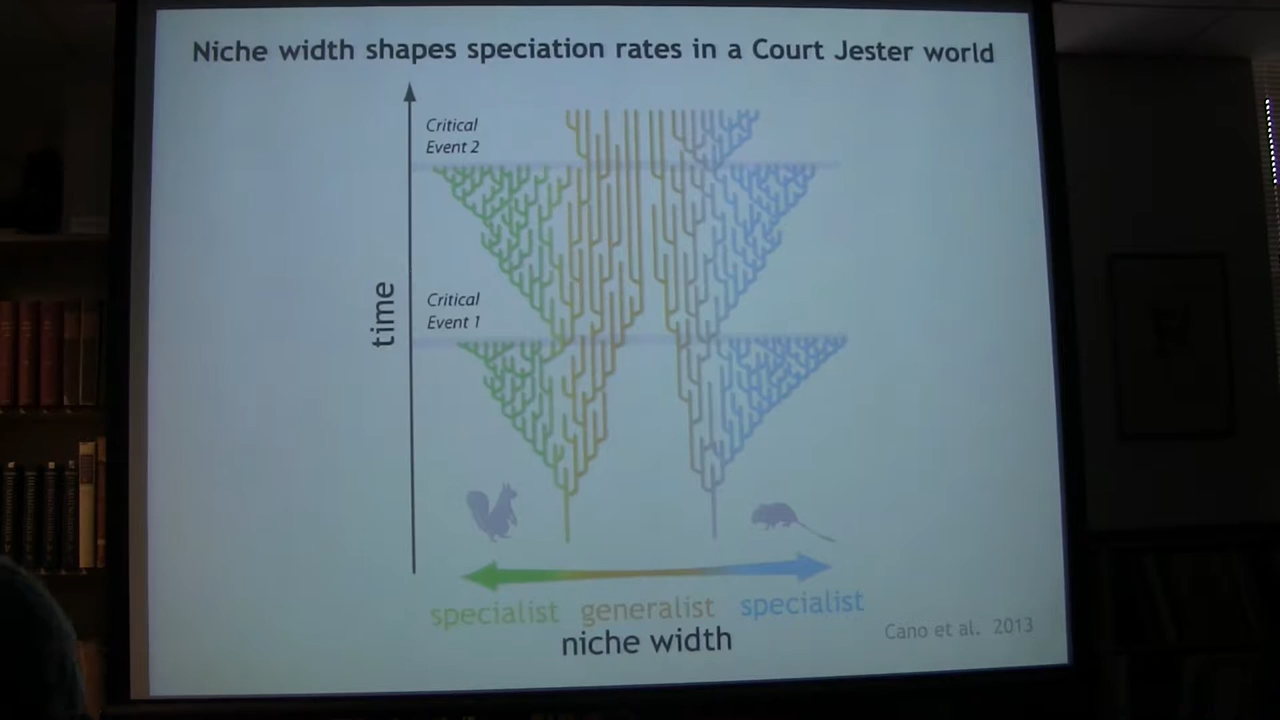 Niche width shapes speciation rates in a Court Jester world
Critical
Event 2
time
Critical
Event 1
specialist generalist specialist
niche width
Cano et al. 2013